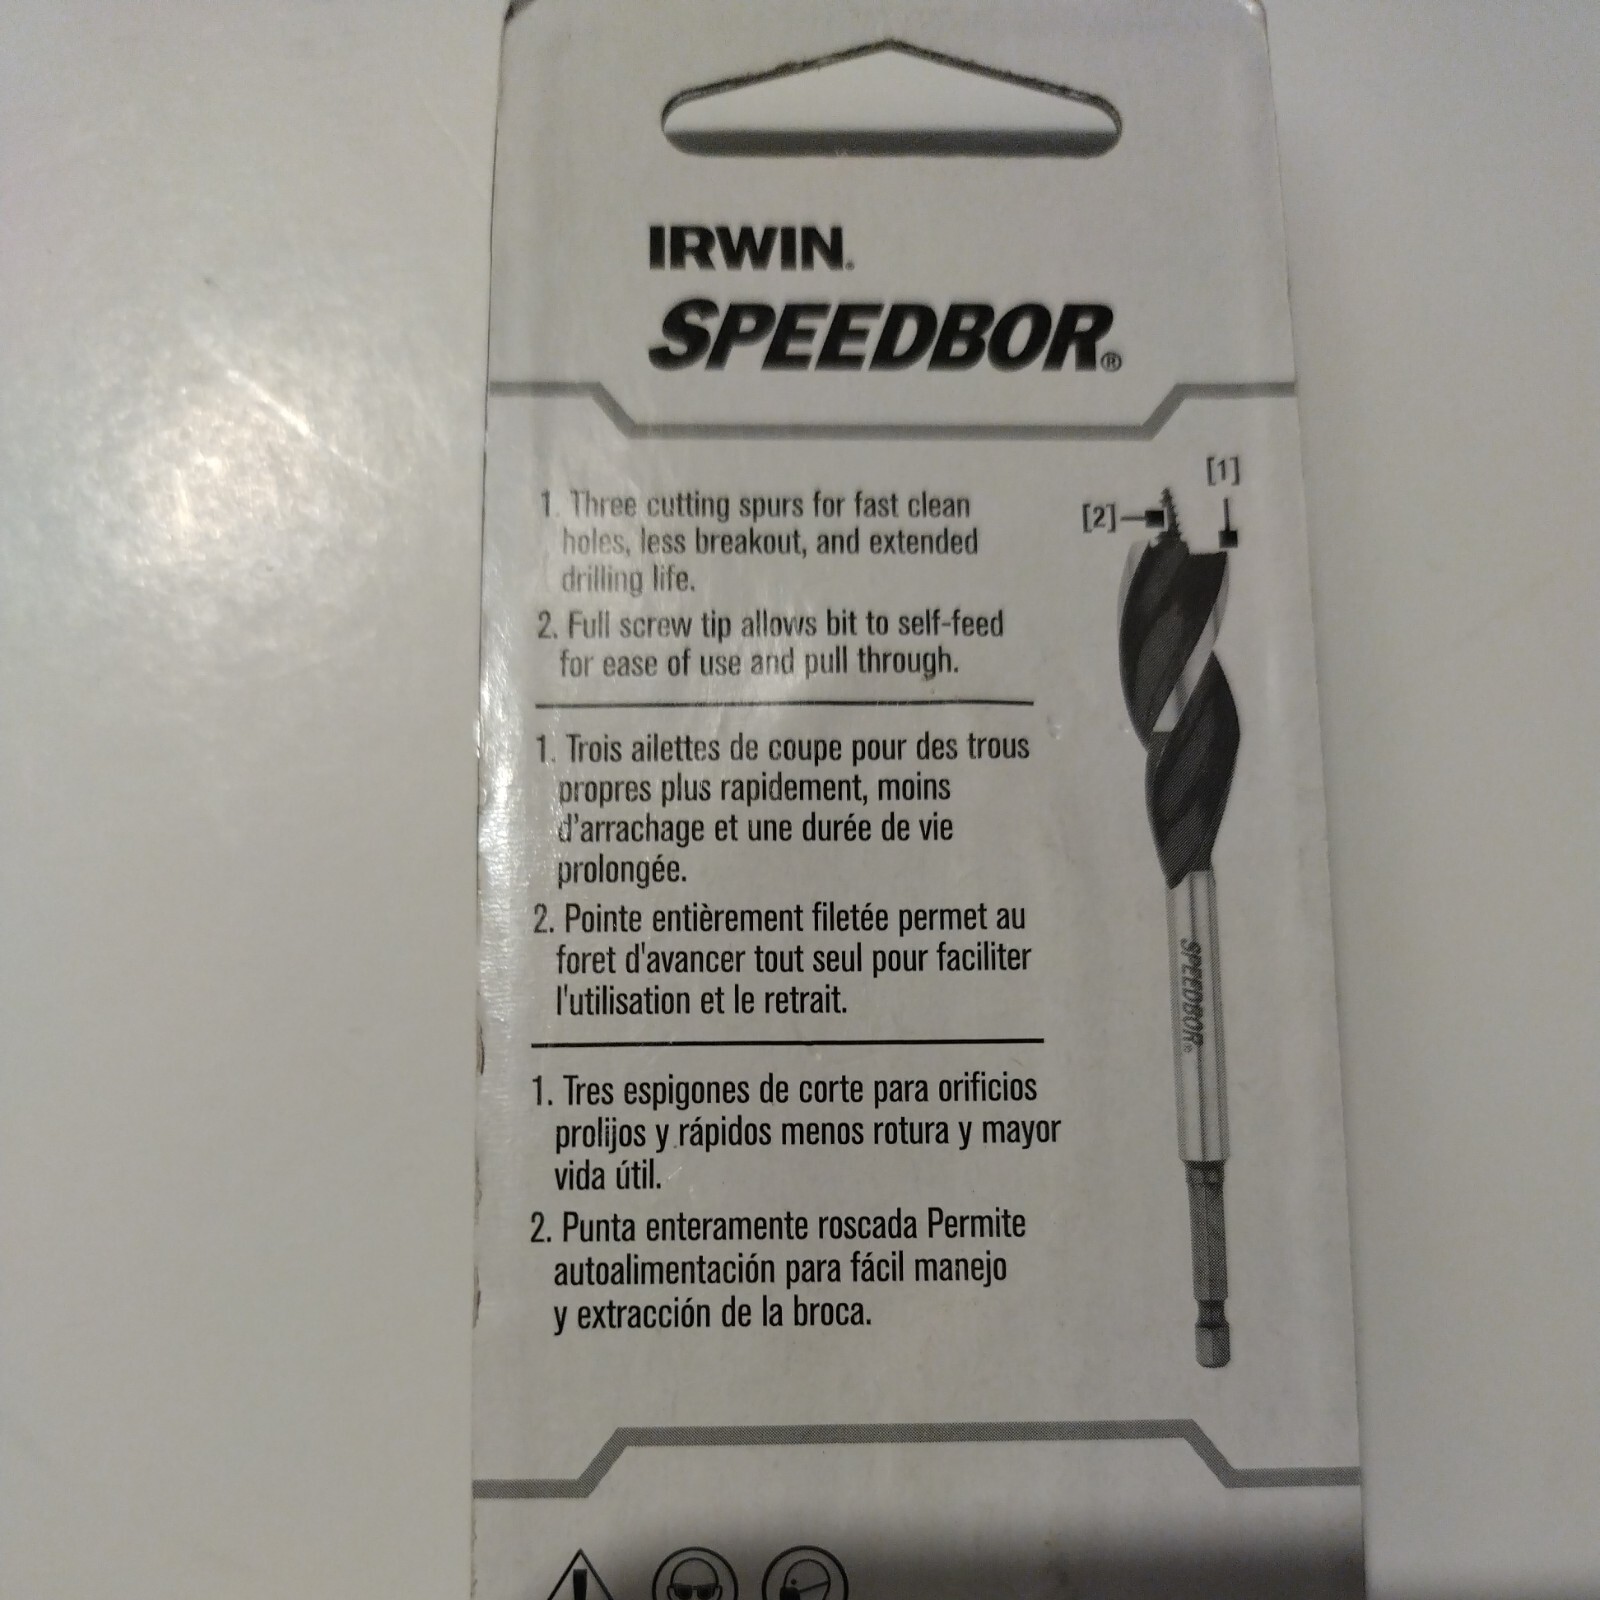 IRWIN®
SPEEDBOR®
[1]
[2]
1. Three cutting spurs for fast clean
holes, less breakout, and extended
drilling life.
2. Full screw tip allows bit to self-feed
for ease of use and pull through.
1. Trois ailettes de coupe pour des trous
propres plus rapidement, moins
d'arrachage et une durée de vie
prolongée.
2. Pointe entièrement filetée permet au
foret d'avancer tout seul pour faciliter
l'utilisation et le retrait.
1. Tres espigones de corte para orificios
prolijos y rápidos menos rotura y mayor
vida útil.
2. Punta enteramente roscada Permite
autoalimentación para fácil manejo
y extracción de la broca.
SPEEDBOR®